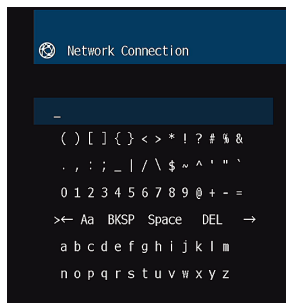 Network Connection
_
( ) [ ] { } < > * ! ? # % &
. , : ; _ | / \ $ ~ ^ ' " `
0 1 2 3 4 5 6 7 8 9 @ + - =
>← Aa BKSP Space DEL →
a b c d e f g h i j k l m
n o p q r s t u v w x y z